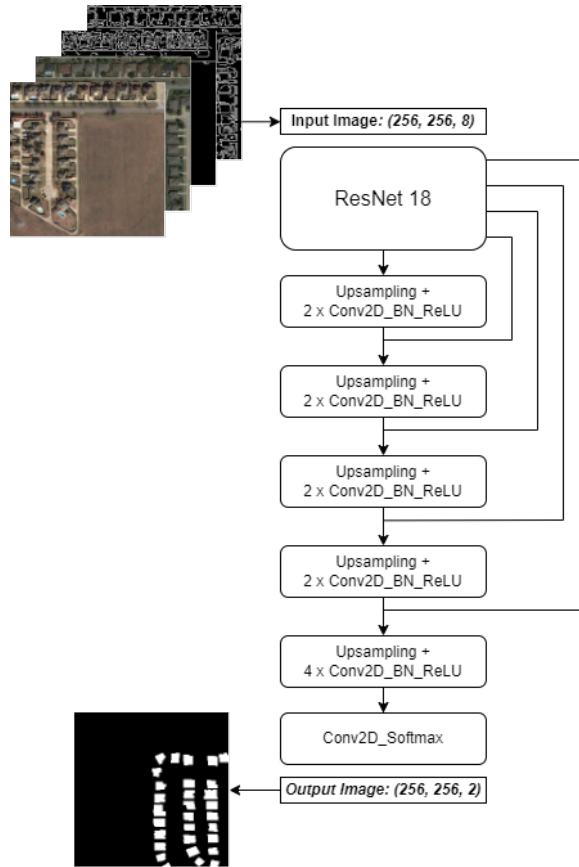 Input Image: (256, 256, 8)
ResNet 18
Upsampling +
2 x Conv2D_BN_ReLU
Upsampling +
2 x Conv2D_BN_ReLU
Upsampling +
2 x Conv2D_BN_ReLU
Upsampling +
2 x Conv2D_BN_ReLU
Upsampling +
4 x Conv2D_BN_ReLU
Conv2D_Softmax
Output Image: (256, 256, 2)